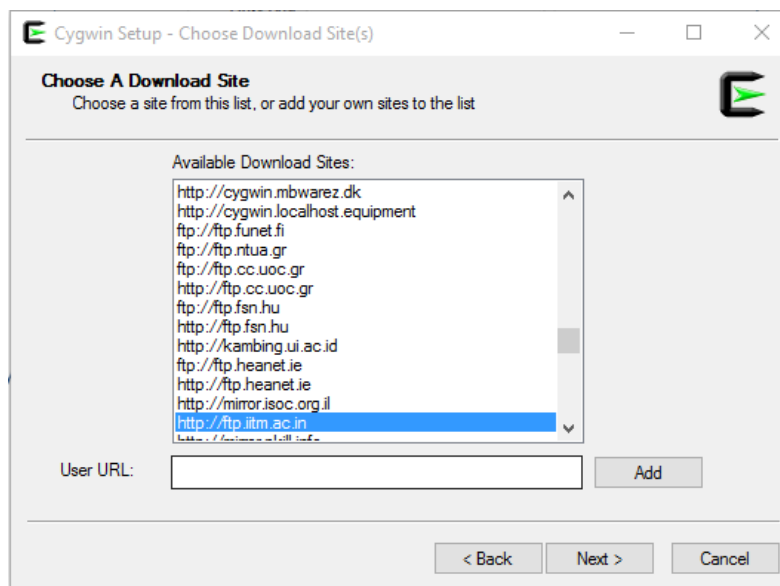 Cygwin Setup - Choose Download Site(s)
Choose A Download Site
Choose a site from this list, or add your own sites to the list
Available Download Sites:
http://cygwin.mbwarez.dk
http://cygwin.localhost.equipment
ftp://ftp.funet.fi
ftp://ftp.ntua.gr
ftp://ftp.cc.uoc.gr
http://ftp.cc.uoc.gr
ftp://ftp.fsn.hu
http://ftp.fsn.hu
http://kambing.ui.ac.id
ftp://ftp.heanet.ie
http://ftp.heanet.ie
http://mirror.isoc.org.il
http://ftp.iitm.ac.in
User URL:
Add
< Back
Next >
Cancel